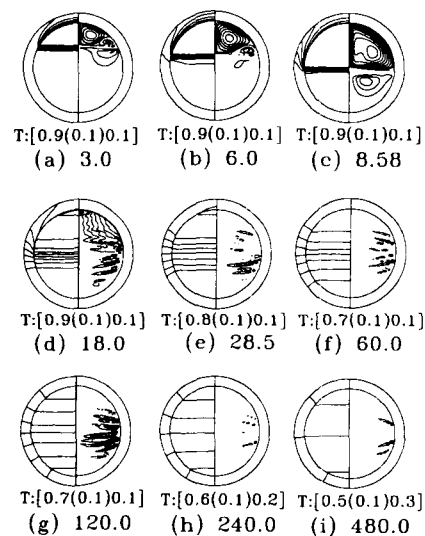 T:[0.9(0.1)0.1] T:[0.9(0.1)0.1] T:[0.9(0.1)0.1]
(a) 3.0 (b) 6.0 (c) 8.58
T:[0.9(0.1)0.1] T:[0.8(0.1)0.1] T:[0.7(0.1)0.1]
(d) 18.0 (e) 28.5 (f) 60.0
T:[0.7(0.1)0.1] T:[0.6(0.1)0.2] T:[0.5(0.1)0.3]
(g) 120.0 (h) 240.0 (i) 480.0